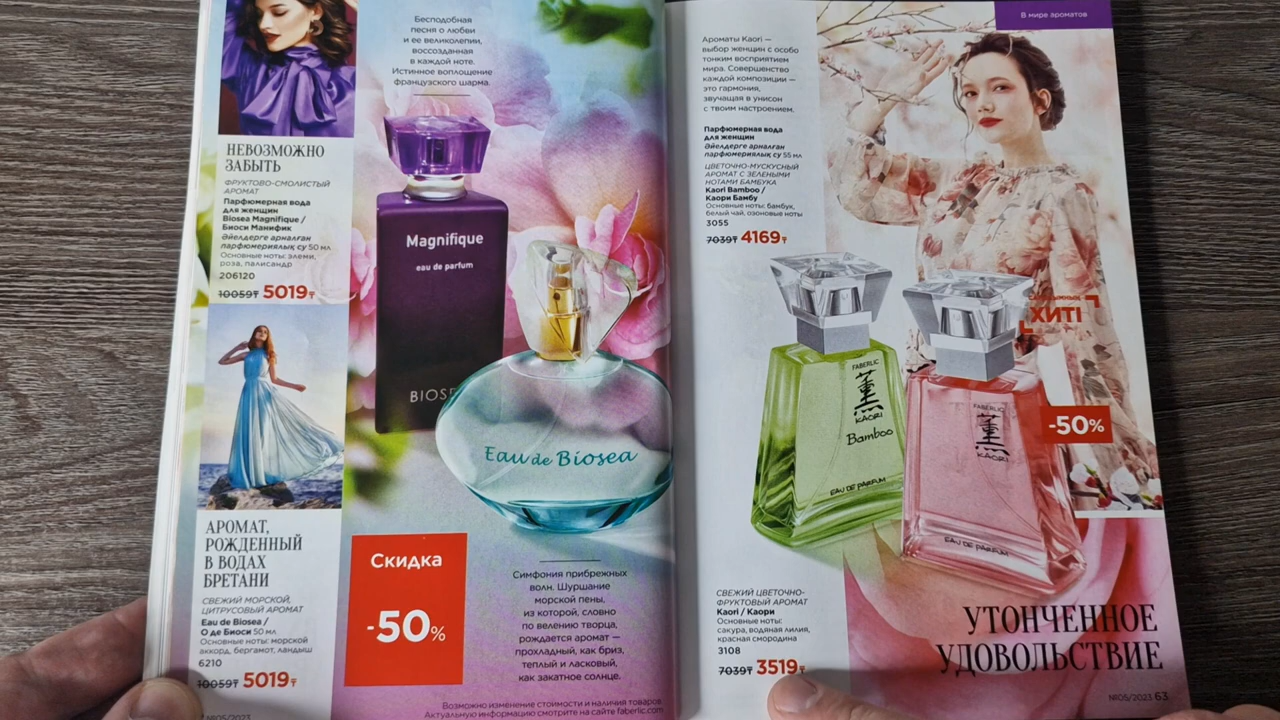 Бесподобная
песня о любви
и ее великолепии,
воссозданная
в каждой ноте.
Истинное воплощение
французского шарма.
НЕВОЗМОЖНО
ЗАБЫТЬ
ФРУКТОВО-СМОЛИСТЫЙ
АРОМАТ
Парфюмерная вода
для женщин
Biosea Magnifique /
Биоси Манифик
Әйелдерге арналған
парфюмериялық су 50 мл
Основные ноты: элеми,
роза, палисандр
206120
10059₸ 5019₸
Magnifique
eau de parfum
BIOSE
Eau de Biosea
АРОМАТ,
РОЖДЕННЫЙ
В ВОДАХ
БРЕТАНИ
СВЕЖИЙ МОРСКОЙ,
ЦИТРУСОВЫЙ АРОМАТ
Eau de Biosea /
О де Биоси 50 мл
Основные ноты: морской
аккорд, бергамот, ландыш
6210
10059₸ 5019₸
Скидка
-50%
Симфония прибрежных
волн. Шуршание
морской пены,
из которой, словно
по велению творца,
рождается аромат —
прохладный, как бриз,
теплый и ласковый,
как закатное солнце.
Возможно изменение стоимости и наличия товаров.
Актуальную информацию смотрите на сайте faberlic.com
№05/2023
В мире ароматов
Ароматы Kaori —
выбор женщин с особо
тонким восприятием
мира. Совершенство
каждой композиции —
это гармония,
звучащая в унисон
с твоим настроением.
Парфюмерная вода
для женщин
Әйелдерге арналған
парфюмериялық су 55 мл
ЦВЕТОЧНО-МУСКУСНЫЙ
АРОМАТ С ЗЕЛЕНЫМИ
НОТАМИ БАМБУКА
Kaori Bamboo /
Каори Бамбу
Основные ноты: бамбук,
белый чай, озоновые ноты
3055
7039₸ 4169₸
ХИТ!
-50%
FABERLIC
薫
KAORI
Bamboo
EAU DE PARFUM
FABERLIC
薫
KAORI
EAU DE PARFUM
СВЕЖИЙ ЦВЕТОЧНО-
ФРУКТОВЫЙ АРОМАТ
Kaori / Каори
Основные ноты:
сакура, водяная лилия,
красная смородина
3108
7039₸ 3519₸
УТОНЧЕННОЕ
УДОВОЛЬСТВИЕ
№05/2023 63